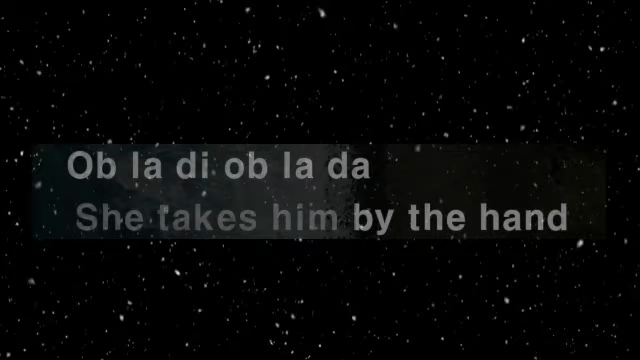 Ob la di ob la da
She takes him by the hand